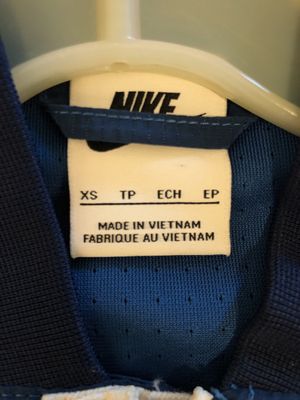 NIKE
XS TP ECH EP
MADE IN VIETNAM
FABRIQUE AU VIETNAM